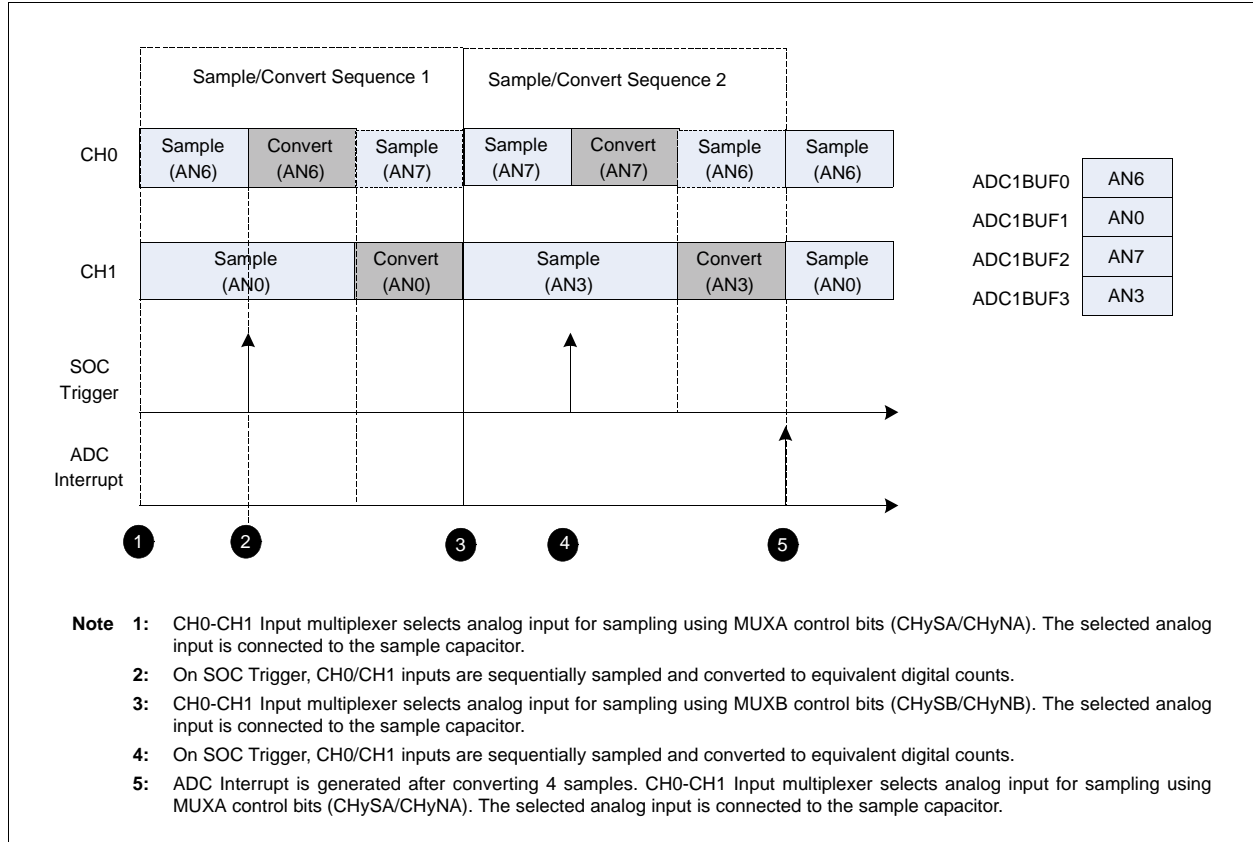 Sample/Convert Sequence 1
Sample/Convert Sequence 2
CH0
Sample
(AN6)
Convert
(AN6)
Sample
(AN7)
Sample
(AN7)
Convert
(AN7)
Sample
(AN6)
Sample
(AN6)
CH1
Sample
(AN0)
Convert
(AN0)
Sample
(AN3)
Convert
(AN3)
Sample
(AN0)
ADC1BUF0 AN6
ADC1BUF1 AN0
ADC1BUF2 AN7
ADC1BUF3 AN3
SOC
Trigger
ADC
Interrupt
1 2 3 4 5
Note 1: CH0-CH1 Input multiplexer selects analog input for sampling using MUXA control bits (CHySA/CHyNA). The selected analog
input is connected to the sample capacitor.
2: On SOC Trigger, CH0/CH1 inputs are sequentially sampled and converted to equivalent digital counts.
3: CH0-CH1 Input multiplexer selects analog input for sampling using MUXB control bits (CHySB/CHyNB). The selected analog
input is connected to the sample capacitor.
4: On SOC Trigger, CH0/CH1 inputs are sequentially sampled and converted to equivalent digital counts.
5: ADC Interrupt is generated after converting 4 samples. CH0-CH1 Input multiplexer selects analog input for sampling using
MUXA control bits (CHySA/CHyNA). The selected analog input is connected to the sample capacitor.